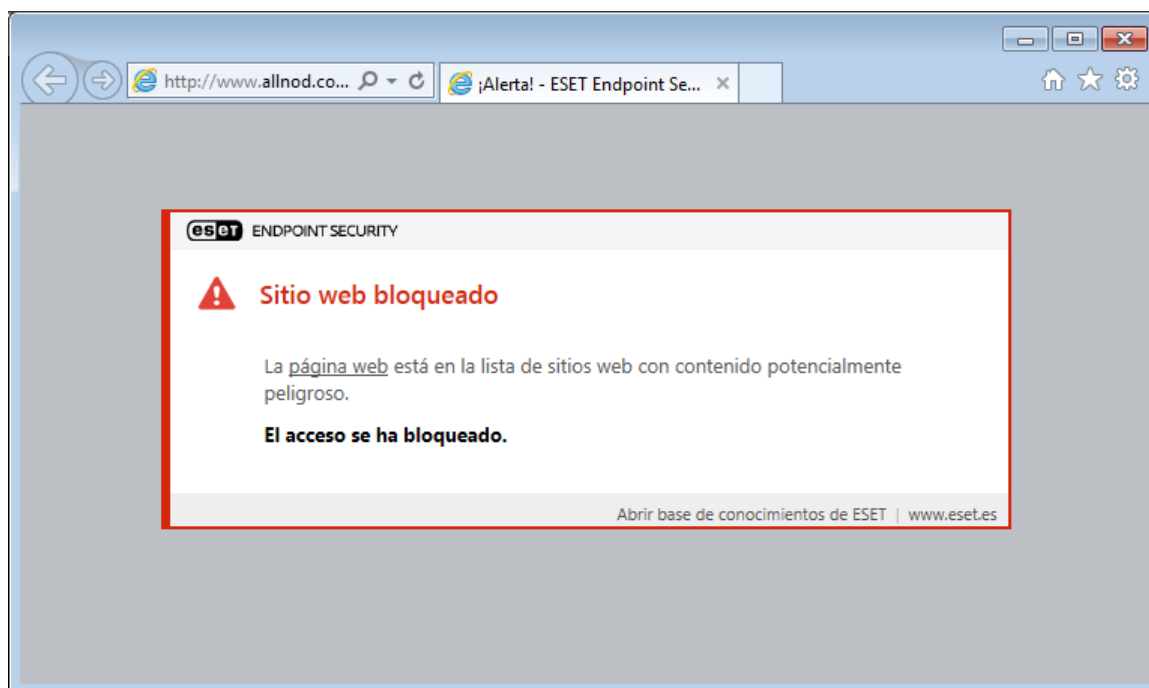 http://www.allnod.co...
¡Alerta! - ESET Endpoint Se...
eset ENDPOINT SECURITY
Sitio web bloqueado
La página web está en la lista de sitios web con contenido potencialmente
peligroso.
El acceso se ha bloqueado.
Abrir base de conocimientos de ESET | www.eset.es